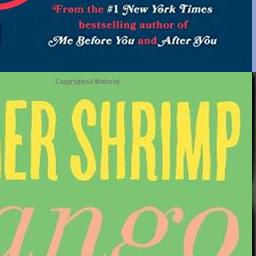 From the #1 New York Times
bestselling author of
Me Before You and After You
Copyrighted Material
ER SHRIMP
ango